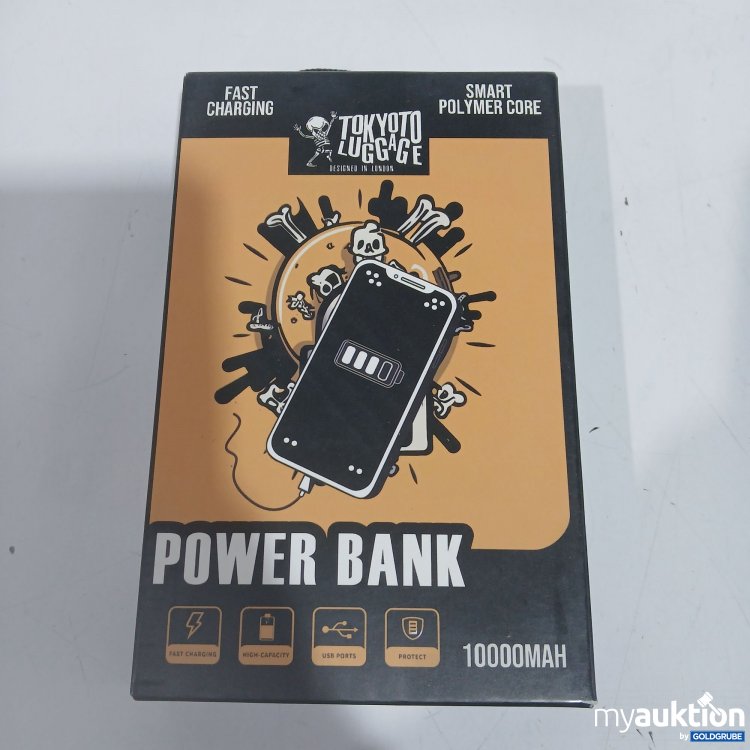 FAST
CHARGING
SMART
POLYMER CORE
TOKYOTO
LUGGAGE
DESIGNED IN LONDON
POWER BANK
FAST CHARGING
HIGH-CAPACITY
USB PORTS
PROTECT
10000MAH
myauktion
by GOLDGRUBE